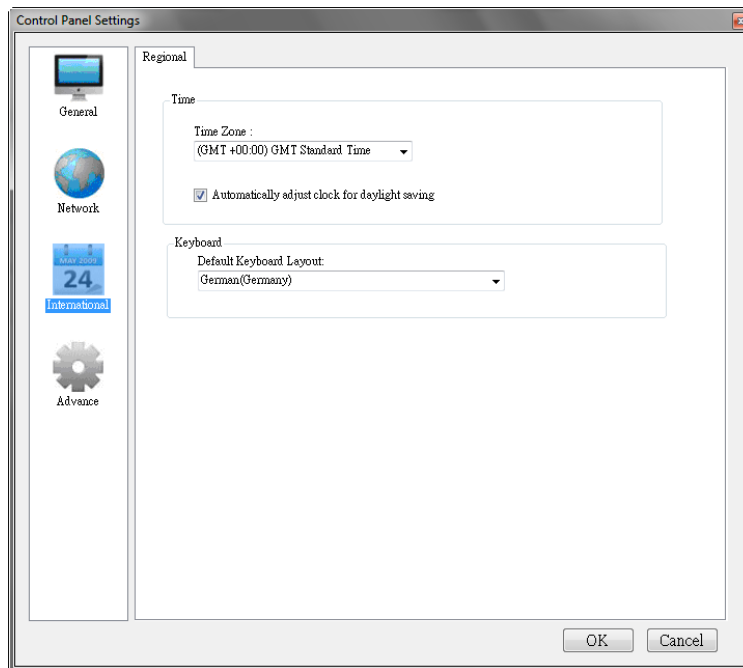 Control Panel Settings
General
Network
MAY 2009
24
International
Advance
Regional
Time
Time Zone :
(GMT +00:00) GMT Standard Time
Automatically adjust clock for daylight saving
Keyboard
Default Keyboard Layout:
German(Germany)
OK
Cancel